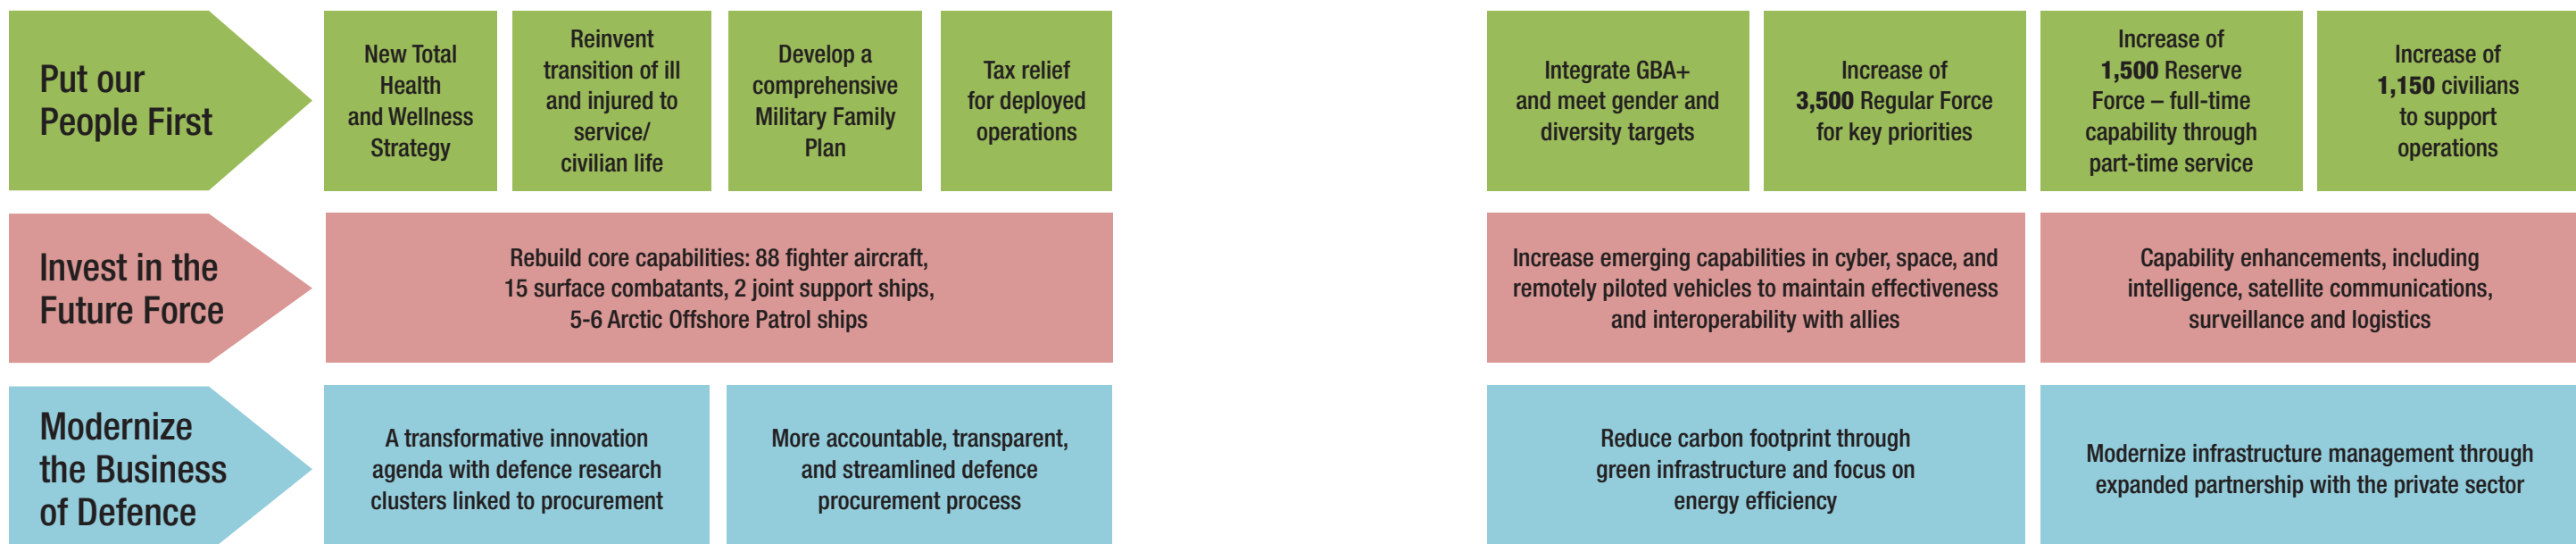 Put our
People First
New Total
Health
and Wellness
Strategy
Reinvent
transition of ill
and injured to
service/
civilian life
Develop a
comprehensive
Military Family
Plan
Tax relief
for deployed
operations
Integrate GBA+
and meet gender and
diversity targets
Increase of
3,500 Regular Force
for key priorities
Increase of
1,500 Reserve
Force – full-time
capability through
part-time service
Increase of
1,150 civilians
to support
operations
Invest in the
Future Force
Rebuild core capabilities: 88 fighter aircraft,
15 surface combatants, 2 joint support ships,
5-6 Arctic Offshore Patrol ships
Increase emerging capabilities in cyber, space, and
remotely piloted vehicles to maintain effectiveness
and interoperability with allies
Capability enhancements, including
intelligence, satellite communications,
surveillance and logistics
Modernize
the Business
of Defence
A transformative innovation
agenda with defence research
clusters linked to procurement
More accountable, transparent,
and streamlined defence
procurement process
Reduce carbon footprint through
green infrastructure and focus on
energy efficiency
Modernize infrastructure management through
expanded partnership with the private sector